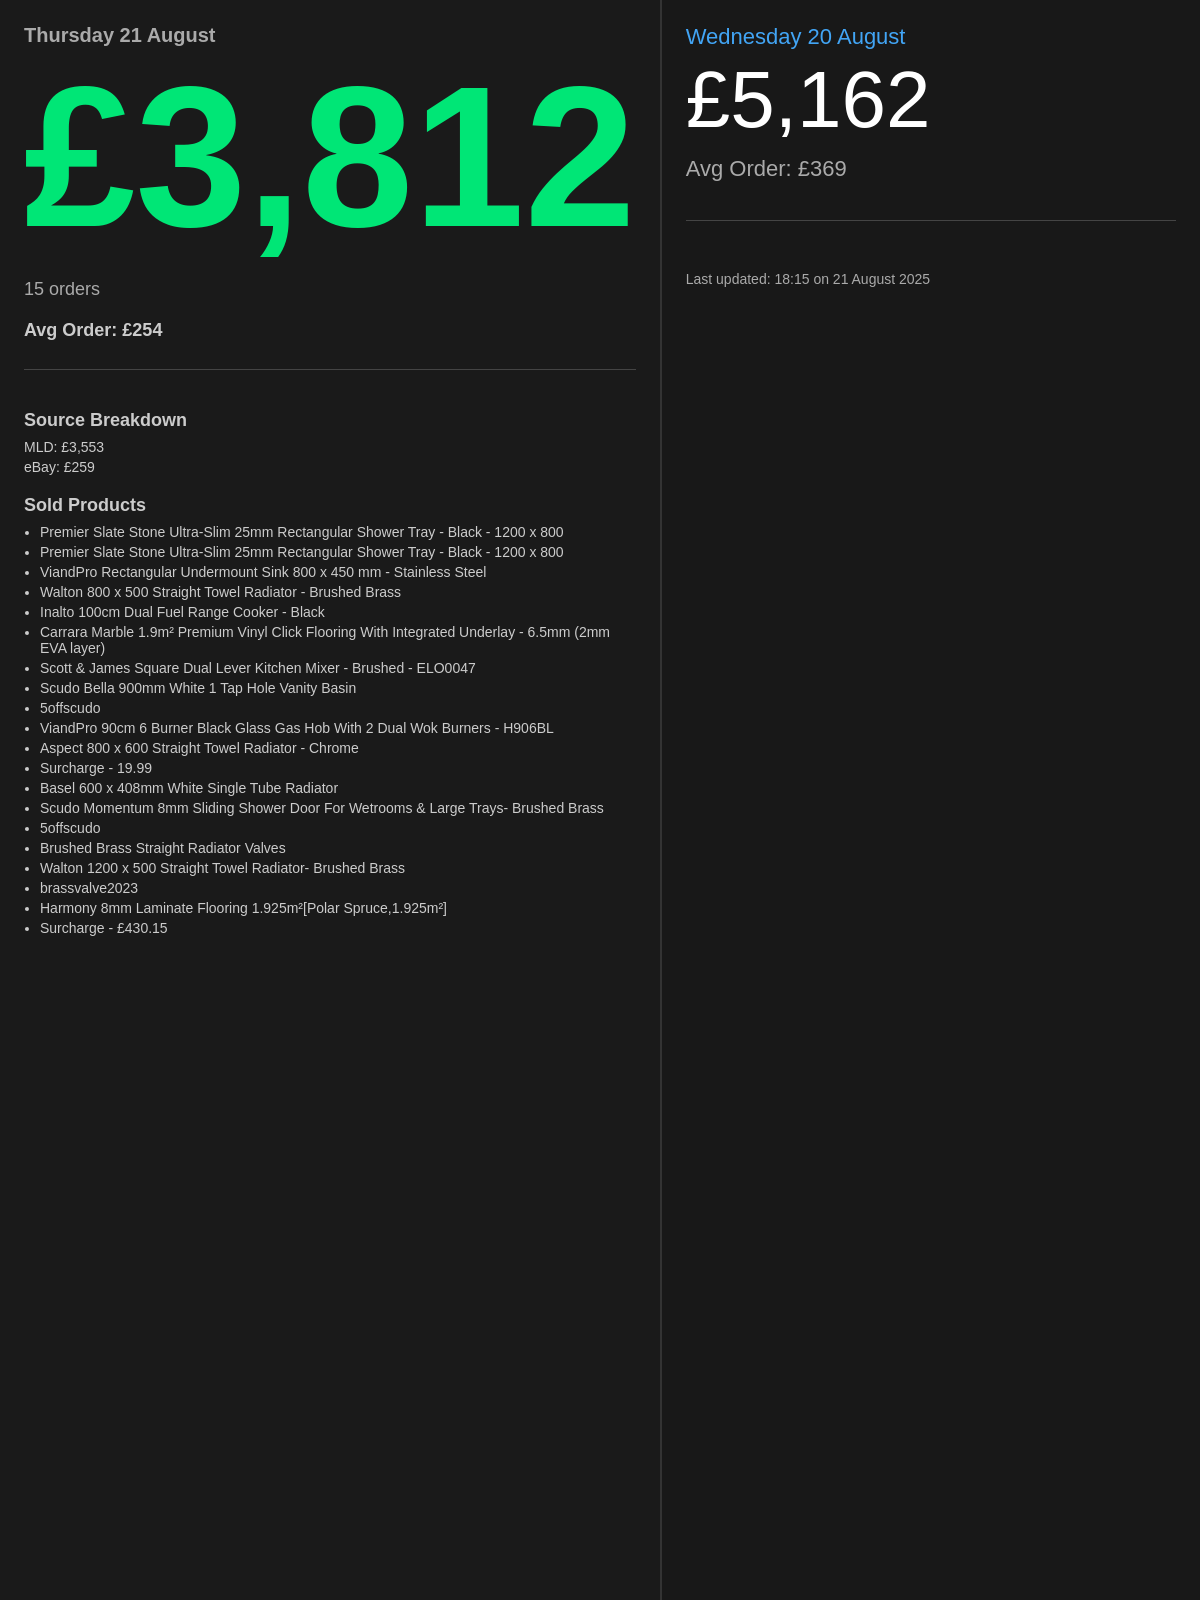 Thursday 21 August
£3,812
15 orders
Avg Order: £254
Source Breakdown
MLD: £3,553
eBay: £259
Sold Products
Premier Slate Stone Ultra-Slim 25mm Rectangular Shower Tray - Black - 1200 x 800
Premier Slate Stone Ultra-Slim 25mm Rectangular Shower Tray - Black - 1200 x 800
ViandPro Rectangular Undermount Sink 800 x 450 mm - Stainless Steel
Walton 800 x 500 Straight Towel Radiator - Brushed Brass
Inalto 100cm Dual Fuel Range Cooker - Black
Carrara Marble 1.9m² Premium Vinyl Click Flooring With Integrated Underlay - 6.5mm (2mm
EVA layer)
Scott & James Square Dual Lever Kitchen Mixer - Brushed - ELO0047
Scudo Bella 900mm White 1 Tap Hole Vanity Basin
5offscudo
ViandPro 90cm 6 Burner Black Glass Gas Hob With 2 Dual Wok Burners - H906BL
Aspect 800 x 600 Straight Towel Radiator - Chrome
Surcharge - 19.99
Basel 600 x 408mm White Single Tube Radiator
Scudo Momentum 8mm Sliding Shower Door For Wetrooms & Large Trays- Brushed Brass
5offscudo
Brushed Brass Straight Radiator Valves
Walton 1200 x 500 Straight Towel Radiator- Brushed Brass
brassvalve2023
Harmony 8mm Laminate Flooring 1.925m²[Polar Spruce,1.925m²]
Surcharge - £430.15
Wednesday 20 August
£5,162
Avg Order: £369
Last updated: 18:15 on 21 August 2025